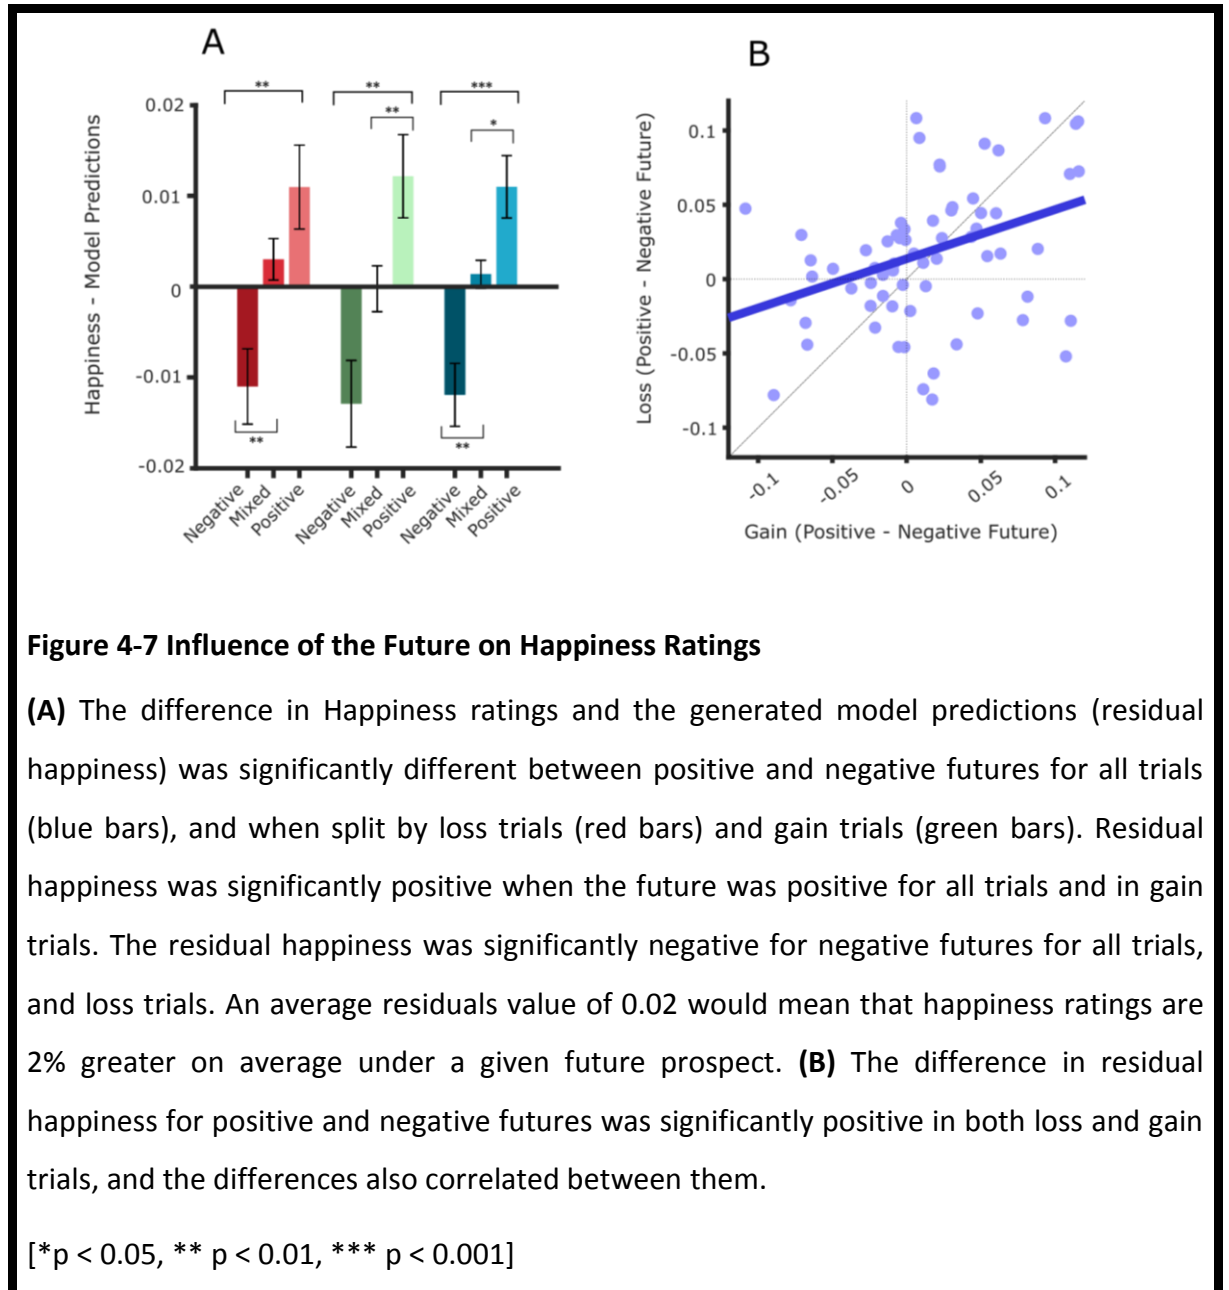 A
B
**
**
***
**
*
0.02
0.01
0
-0.01
-0.02
Happiness - Model Predictions
**
**
Negative
Mixed
Positive
Negative
Mixed
Positive
Negative
Mixed
Positive
0.1
0.05
0
-0.05
-0.1
Loss (Positive - Negative Future)
-0.1
-0.05
0
0.05
0.1
Gain (Positive - Negative Future)
Figure 4-7 Influence of the Future on Happiness Ratings
(A) The difference in Happiness ratings and the generated model predictions (residual
happiness) was significantly different between positive and negative futures for all trials
(blue bars), and when split by loss trials (red bars) and gain trials (green bars). Residual
happiness was significantly positive when the future was positive for all trials and in gain
trials. The residual happiness was significantly negative for negative futures for all trials,
and loss trials. An average residuals value of 0.02 would mean that happiness ratings are
2% greater on average under a given future prospect. (B) The difference in residual
happiness for positive and negative futures was significantly positive in both loss and gain
trials, and the differences also correlated between them.
[*p < 0.05, ** p < 0.01, *** p < 0.001]